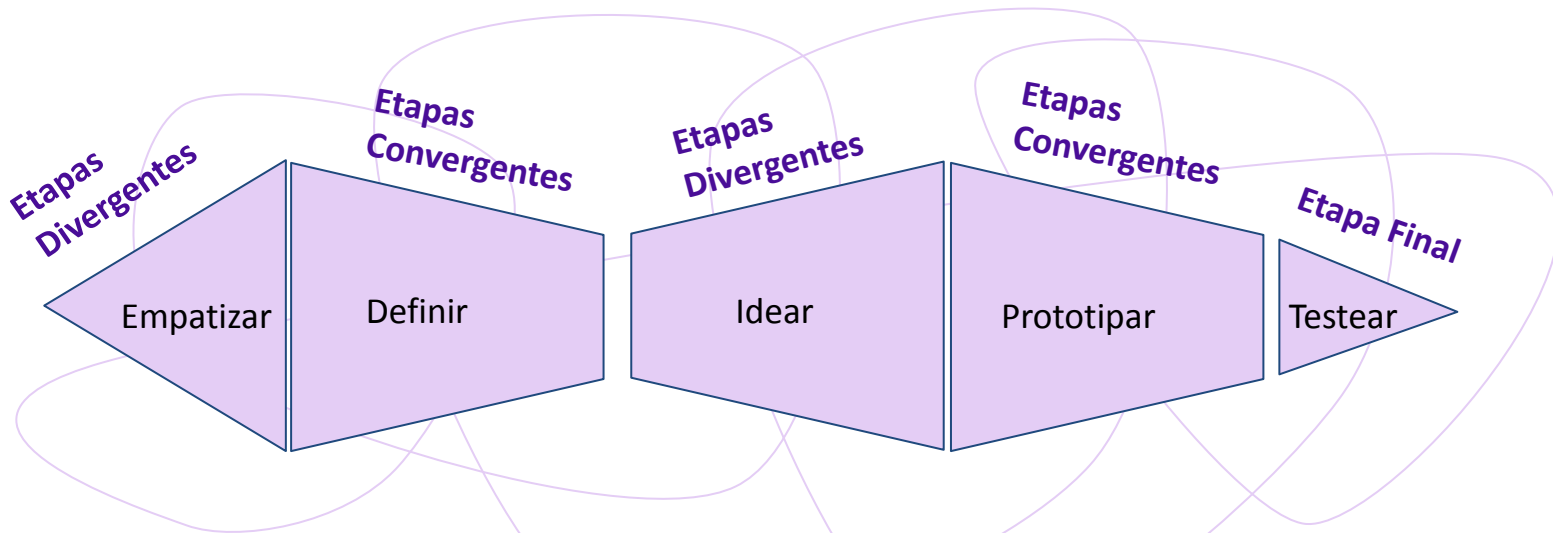 Etapas
Divergentes
Etapas
Convergentes
Etapas
Divergentes
Etapas
Convergentes
Etapa Final
Empatizar
Definir
Idear
Prototipar
Testear